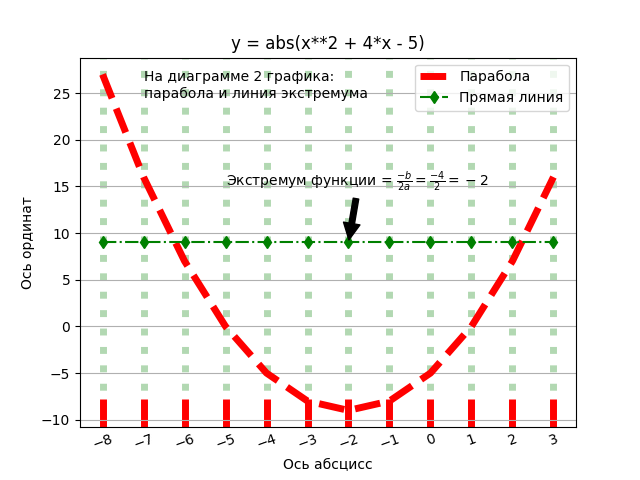 y = abs(x**2 + 4*x - 5)
На диаграмме 2 графика:
парабола и линия экстремума
Парабола
Прямая линия
Экстремум функции = \frac{-b}{2a} = \frac{-4}{2} = −2
Ось ординат
25
20
15
10
5
0
−5
−10
−8 −7 −6 −5 −4 −3 −2 −1 0 1 2 3
Ось абсцисс